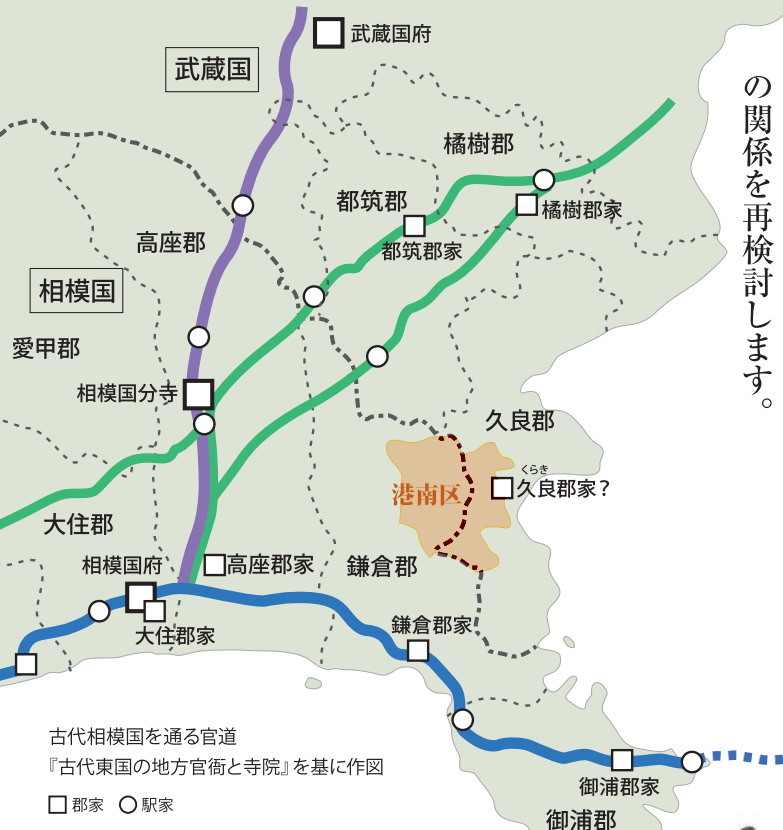 の関係を再検討します。
武蔵国府
武蔵国
橘樹郡
都筑郡
橘樹郡家
高座郡
都筑郡家
相模国
愛甲郡
相模国分寺
久良郡
くらき
久良郡家？
港南区
大住郡
相模国府
高座郡家
鎌倉郡
大住郡家
鎌倉郡家
古代相模国を通る官道
『古代東国の地方官衙と寺院』を基に作図
郡家
駅家
御浦郡家
御浦郡